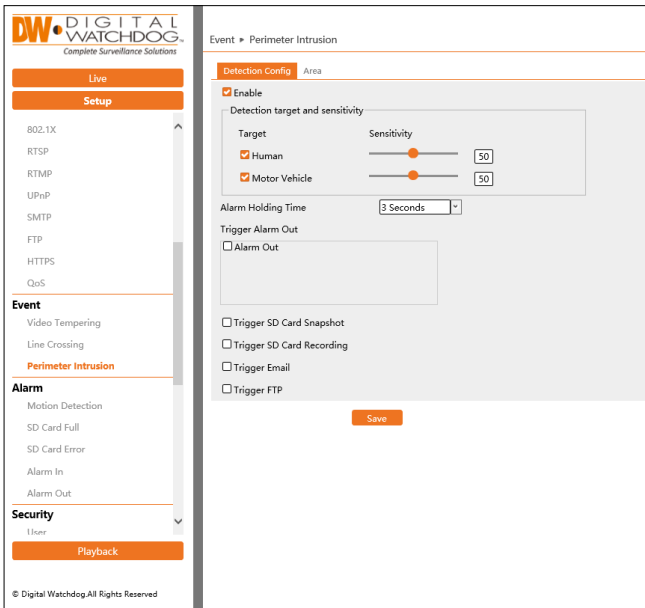 DW DIGITAL
WATCHDOG
Complete Surveillance Solutions
Live
Setup
802.1X
RTSP
RTMP
UPnP
SMTP
FTP
HTTPS
QoS
Event
Video Tempering
Line Crossing
Perimeter Intrusion
Alarm
Motion Detection
SD Card Full
SD Card Error
Alarm In
Alarm Out
Security
User
Playback
© Digital Watchdog.All Rights Reserved
Event ▸ Perimeter Intrusion
Detection Config Area
Enable
Detection target and sensitivity
Target Sensitivity
Human 50
Motor Vehicle 50
Alarm Holding Time 3 Seconds
Trigger Alarm Out
Alarm Out
Trigger SD Card Snapshot
Trigger SD Card Recording
Trigger Email
Trigger FTP
Save